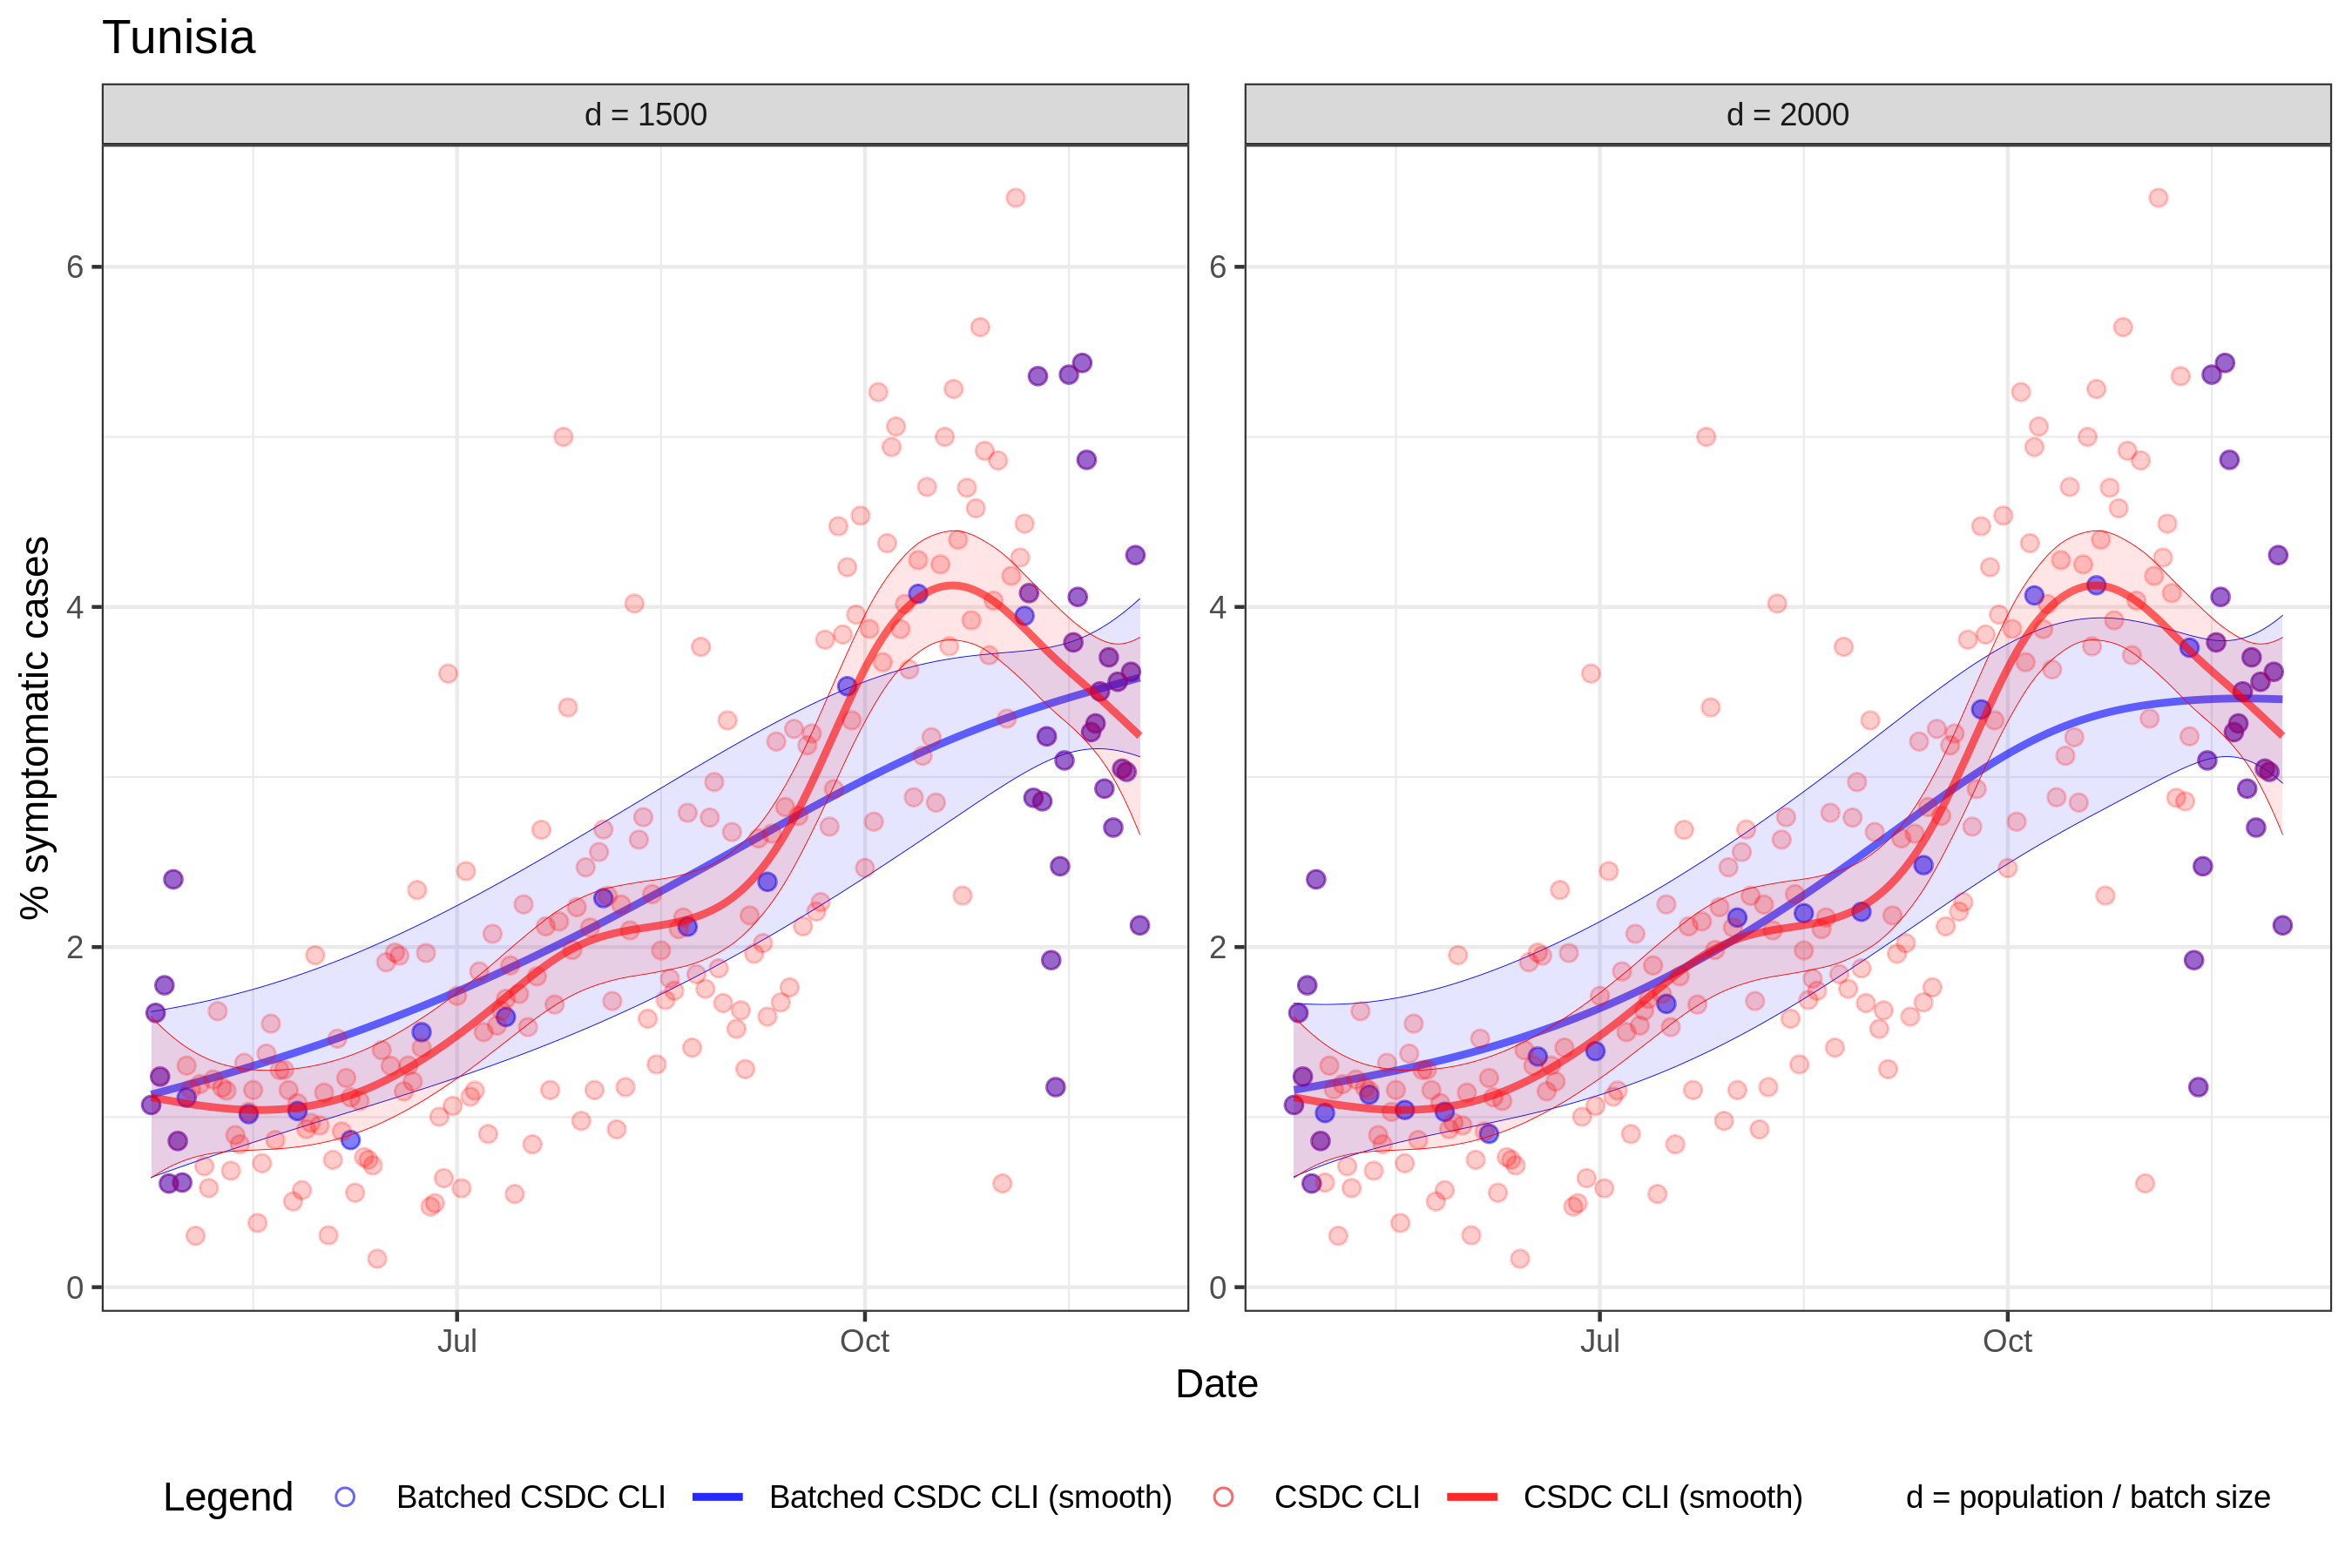 Tunisia
d = 1500
d = 2000
% symptomatic cases
6
4
2
0
6
4
2
0
Jul
Oct
Jul
Oct
Date
Legend
Batched CSDC CLI
Batched CSDC CLI (smooth)
CSDC CLI
CSDC CLI (smooth)
d = population / batch size